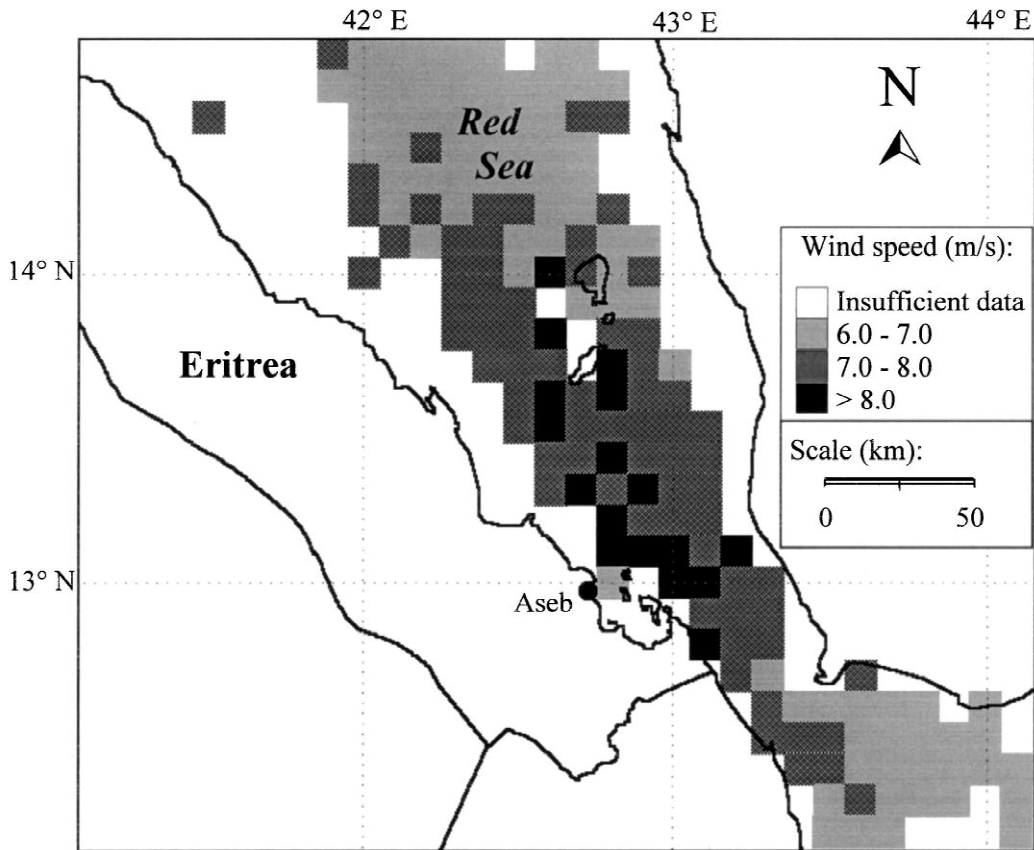 42° E
43° E
44° E
N
Red
Sea
Wind speed (m/s):
Insufficient data
6.0 - 7.0
7.0 - 8.0
> 8.0
14° N
Eritrea
Scale (km):
0
50
13° N
Aseb